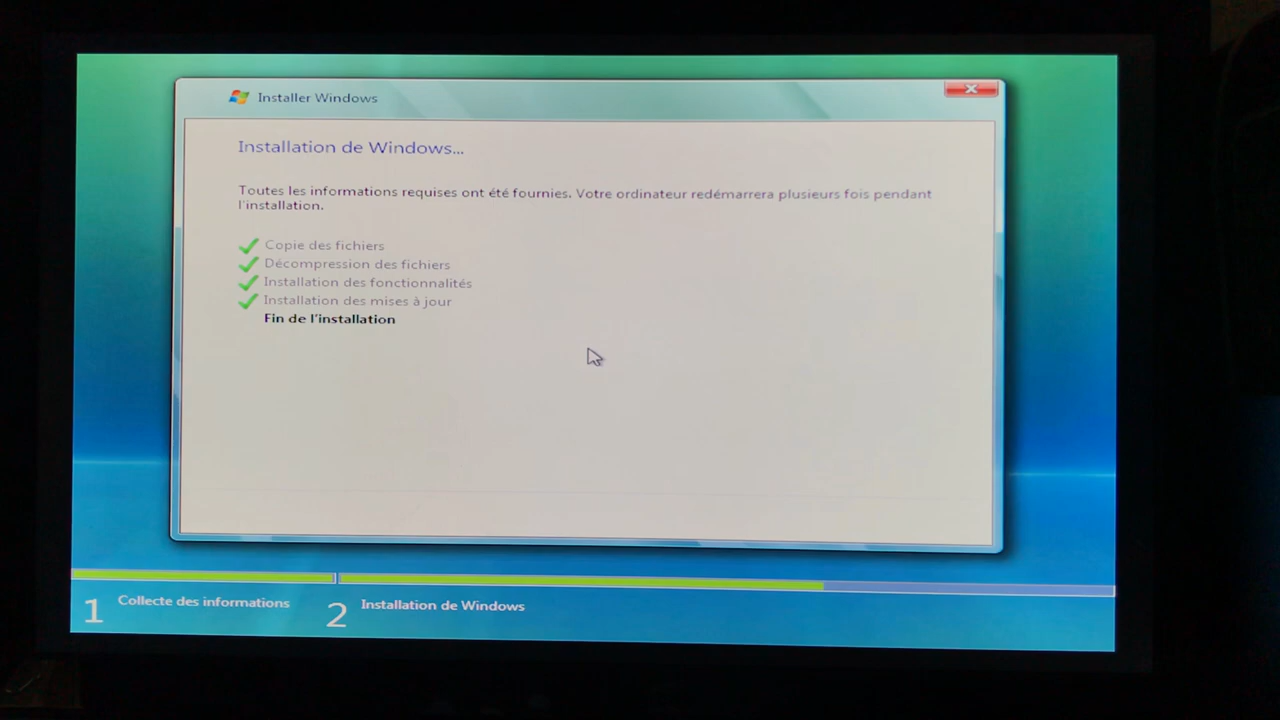 Installer Windows
Installation de Windows...
Toutes les informations requises ont été fournies. Votre ordinateur redémarrera plusieurs fois pendant
l'installation.
Copie des fichiers
Décompression des fichiers
Installation des fonctionnalités
Installation des mises à jour
Fin de l'installation
1 Collecte des informations 2 Installation de Windows